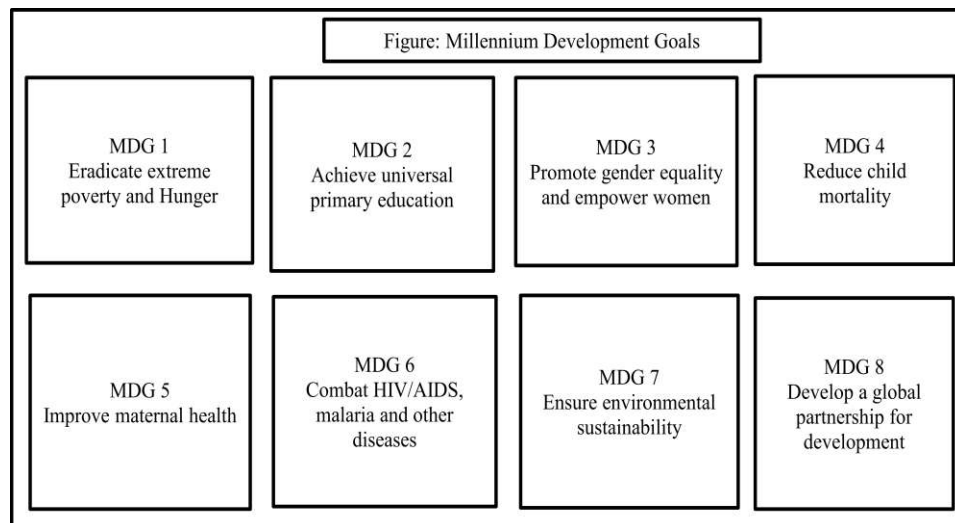 Figure: Millennium Development Goals
MDG 1
Eradicate extreme
poverty and Hunger
MDG 2
Achieve universal
primary education
MDG 3
Promote gender equality
and empower women
MDG 4
Reduce child
mortality
MDG 5
Improve maternal health
MDG 6
Combat HIV/AIDS,
malaria and other
diseases
MDG 7
Ensure environmental
sustainability
MDG 8
Develop a global
partnership for
development